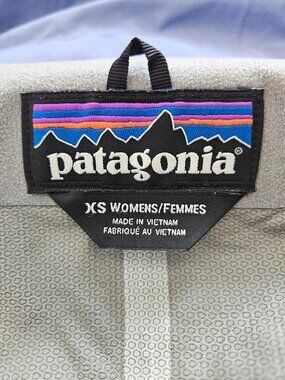 patagonia®
XS WOMENS/FEMMES
MADE IN VIETNAM
FABRIQUÉ AU VIETNAM